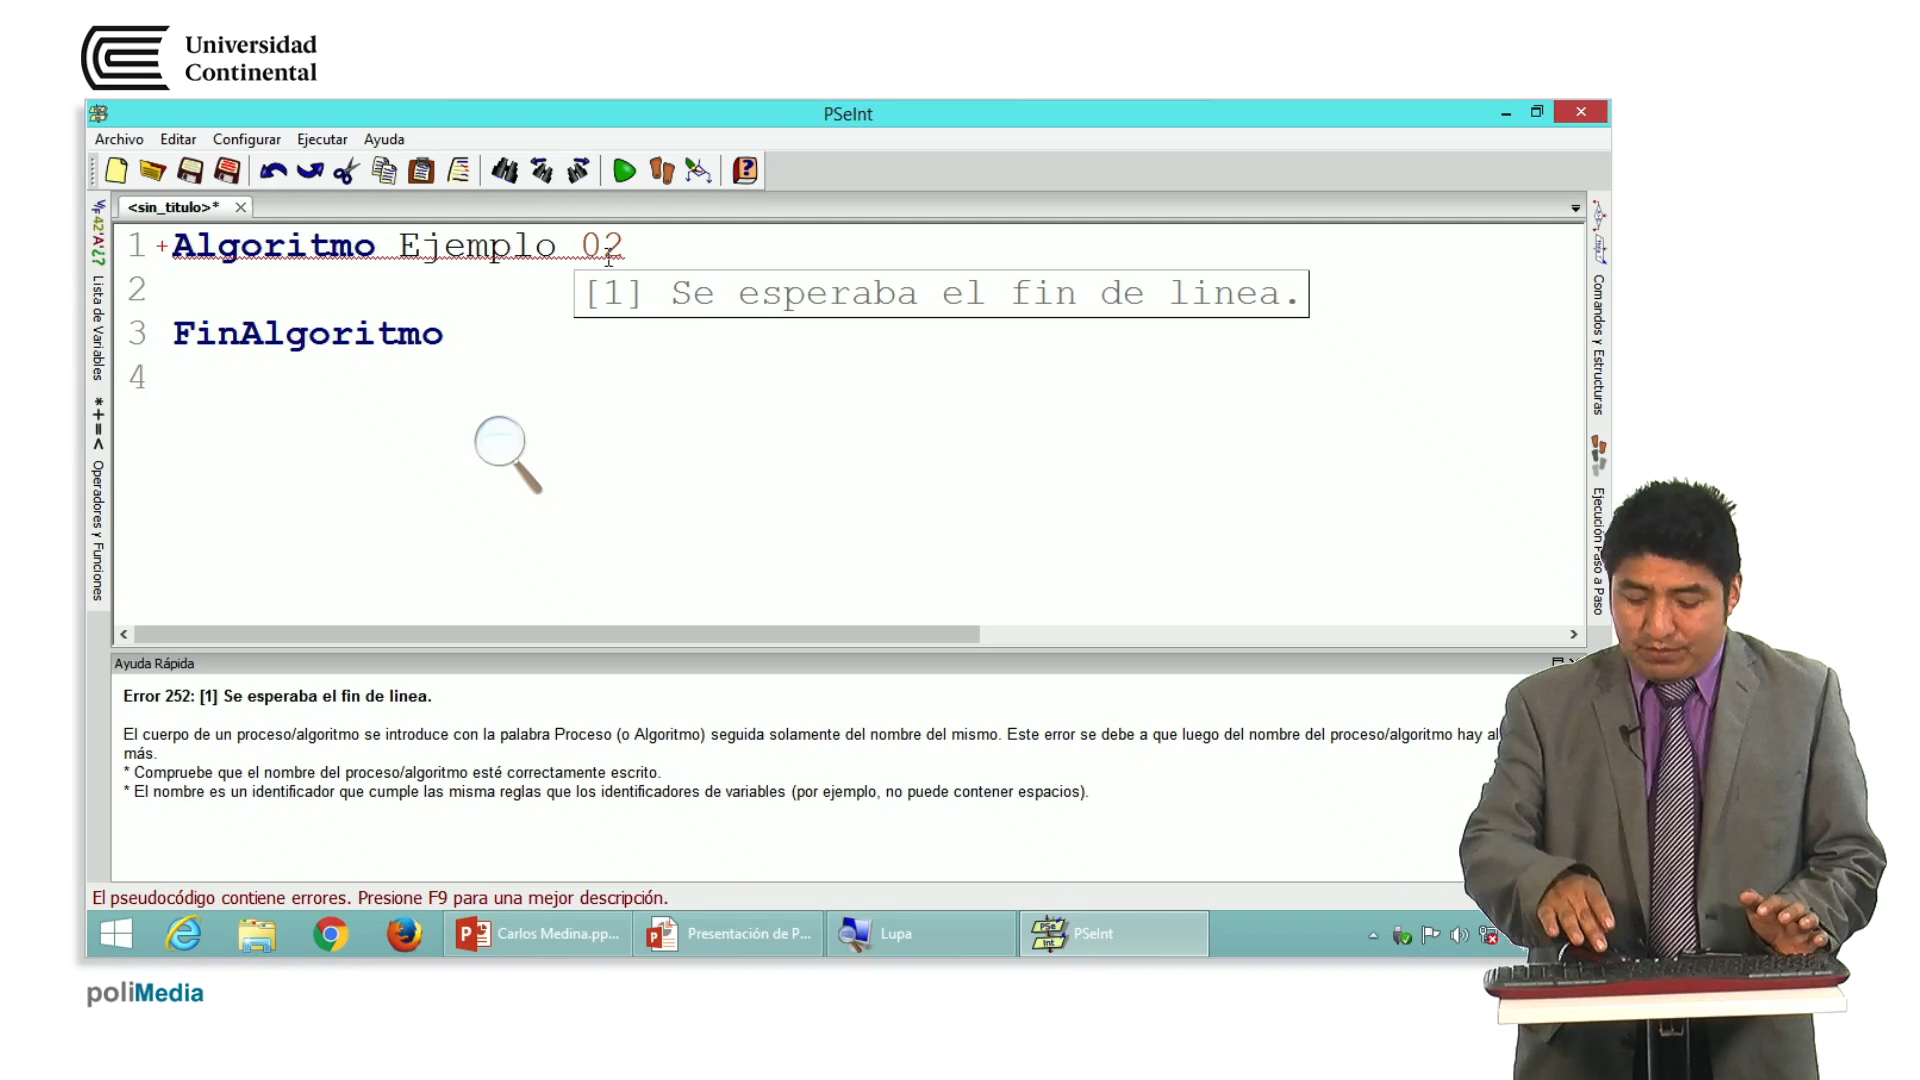 Universidad
Continental
PSeInt
Archivo Editar Configurar Ejecutar Ayuda
<sin_titulo>*
1 Algoritmo Ejemplo 02
[1] Se esperaba el fin de linea.
2
3 FinAlgoritmo
4
Lista de Variables
Operadores y Funciones
Comandos y Estructuras
Ejecución Paso a Paso
Ayuda Rápida
Error 252: [1] Se esperaba el fin de linea.
El cuerpo de un proceso/algoritmo se introduce con la palabra Proceso (o Algoritmo) seguida solamente del nombre del mismo. Este error se debe a que luego del nombre del proceso/algoritmo hay al
más.
* Compruebe que el nombre del proceso/algoritmo esté correctamente escrito.
* El nombre es un identificador que cumple las misma reglas que los identificadores de variables (por ejemplo, no puede contener espacios).
El pseudocódigo contiene errores. Presione F9 para una mejor descripción.
Carlos Medina.pp... Presentación de P... Lupa PSeInt
poliMedia